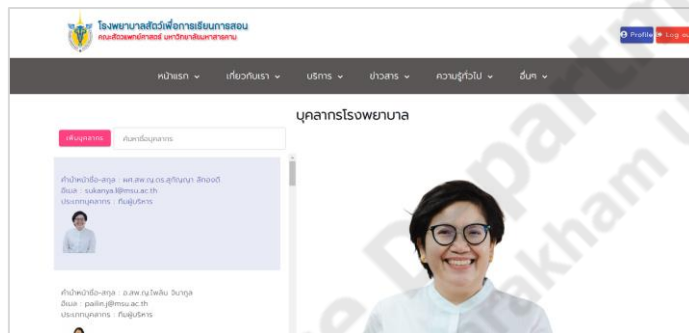 โรงพยาบาลสัตว์เพื่อการเรียนการสอน
คณะสัตวแพทย์ศาสตร์ มหาวิทยาลัยมหาสารคาม
Profile Log out
หน้าแรก เกี่ยวกับเรา บริการ ข่าวสาร ความรู้ทั่วไป อื่นๆ
บุคลากรโรงพยาบาล
เพิ่มบุคลากร ค้นหาชื่อบุคลากร
คำนำหน้าชื่อ-สกุล : ผศ.สพ.ญ.ดร.สุกัญญา ลีทองดี
อีเมล : sukanya.l@msu.ac.th
ประเภทบุคลากร : ทีมผู้บริหาร
คำนำหน้าชื่อ-สกุล : อ.สพ.ญ.ไพลิน จินากุล
อีเมล : pailin.j@msu.ac.th
ประเภทบุคลากร : ทีมผู้บริหาร